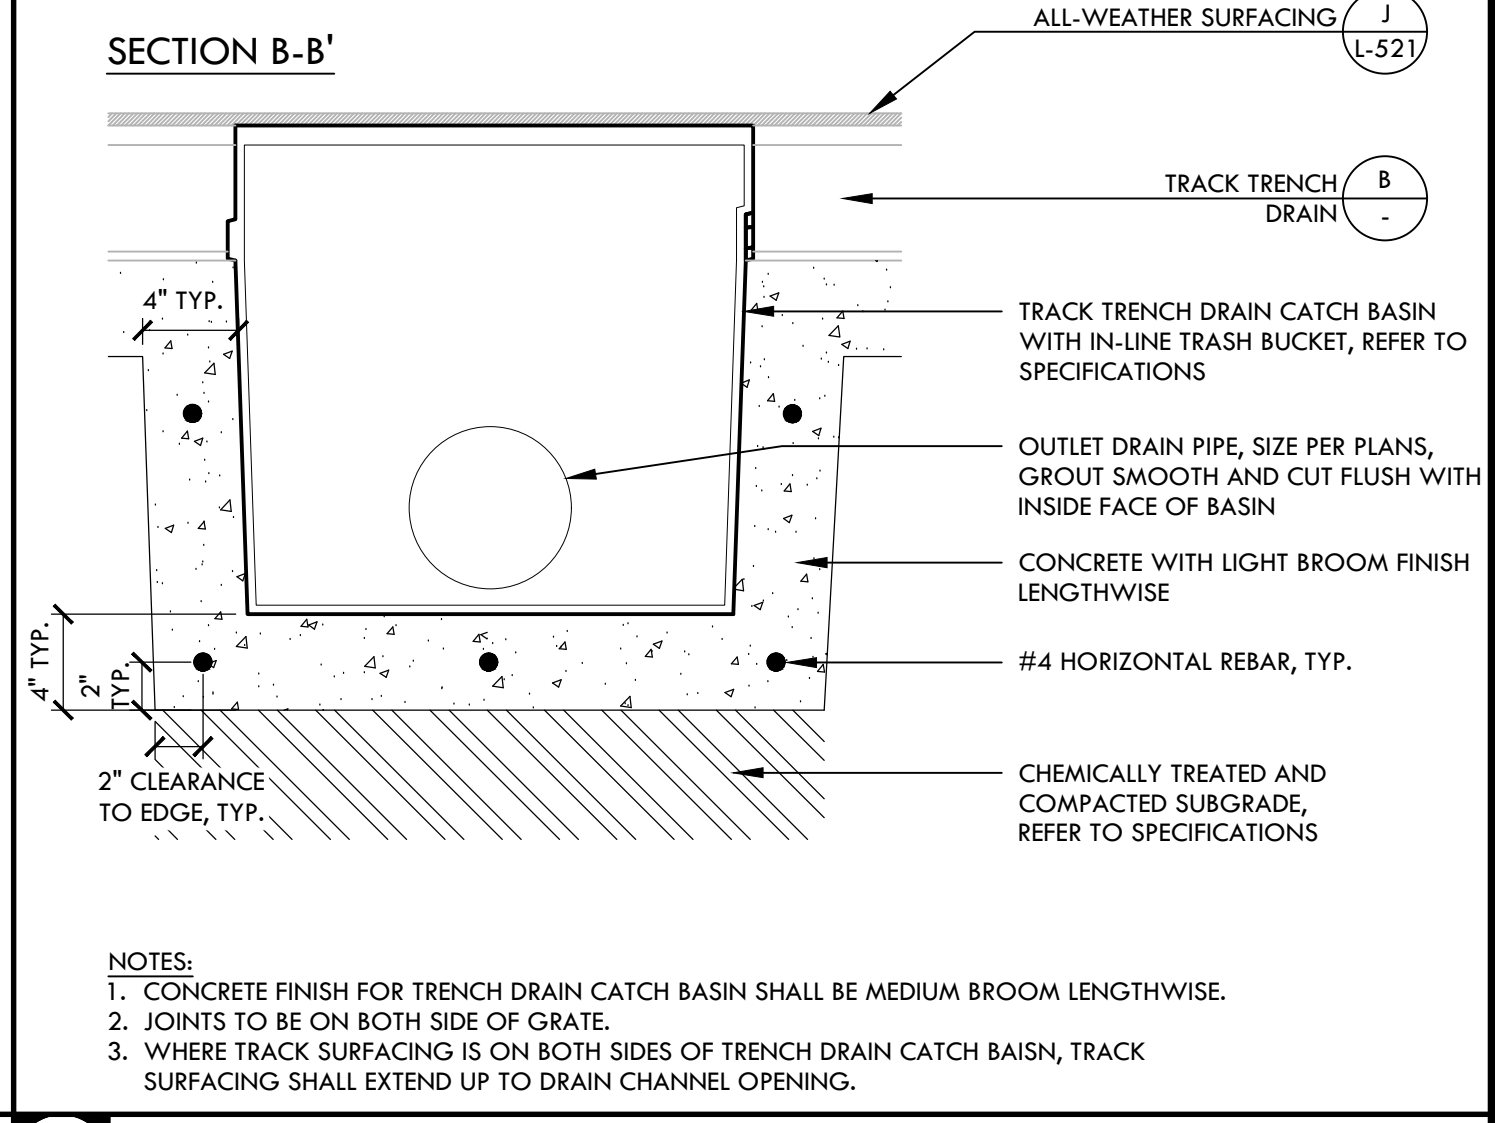 SECTION B-B'
ALL-WEATHER SURFACING
J
L-521
TRACK TRENCH
DRAIN
B
-
4" TYP.
TRACK TRENCH DRAIN CATCH BASIN
WITH IN-LINE TRASH BUCKET, REFER TO
SPECIFICATIONS
OUTLET DRAIN PIPE, SIZE PER PLANS,
GROUT SMOOTH AND CUT FLUSH WITH
INSIDE FACE OF BASIN
CONCRETE WITH LIGHT BROOM FINISH
LENGTHWISE
4" TYP.
2"
TYP.
#4 HORIZONTAL REBAR, TYP.
2" CLEARANCE
TO EDGE, TYP.
CHEMICALLY TREATED AND
COMPACTED SUBGRADE,
REFER TO SPECIFICATIONS
NOTES:
1. CONCRETE FINISH FOR TRENCH DRAIN CATCH BASIN SHALL BE MEDIUM BROOM LENGTHWISE.
2. JOINTS TO BE ON BOTH SIDE OF GRATE.
3. WHERE TRACK SURFACING IS ON BOTH SIDES OF TRENCH DRAIN CATCH BAISN, TRACK
SURFACING SHALL EXTEND UP TO DRAIN CHANNEL OPENING.